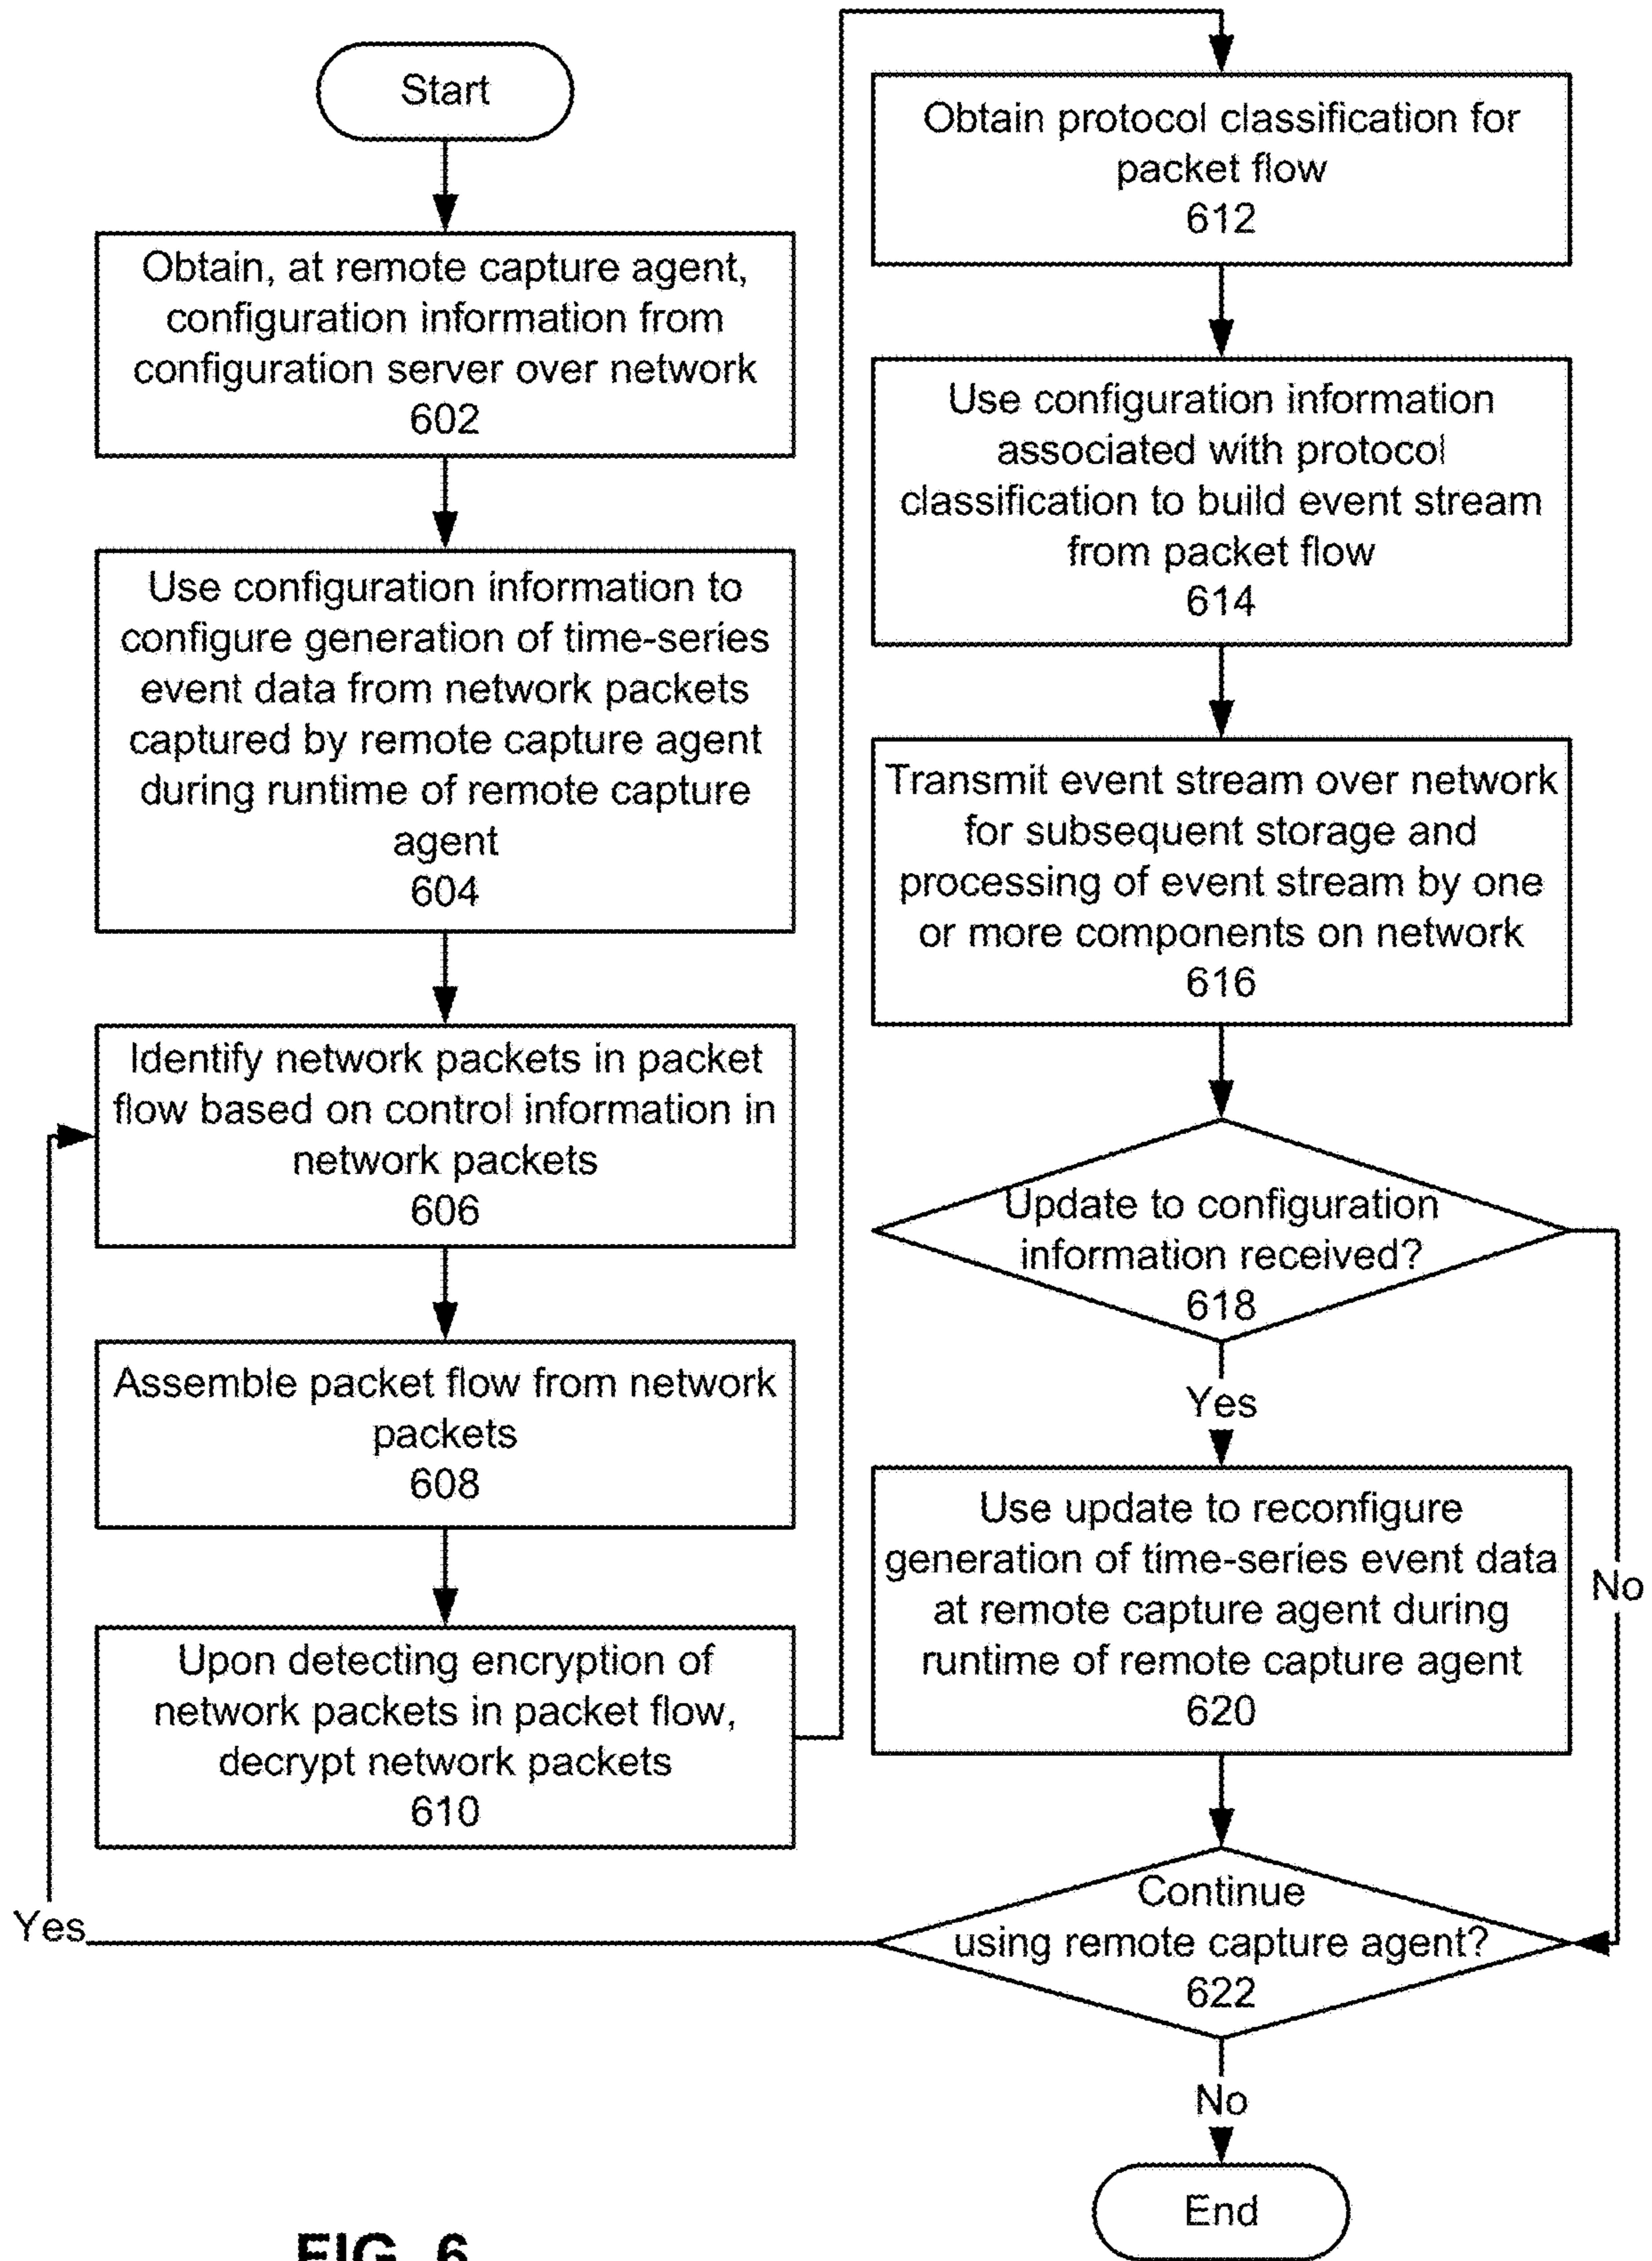 Start
Obtain, at remote capture agent,
configuration information from
configuration server over network
602
Use configuration information to
configure generation of time-series
event data from network packets
captured by remote capture agent
during runtime of remote capture
agent
604
Identify network packets in packet
flow based on control information in
network packets
606
Assemble packet flow from network
packets
608
Upon detecting encryption of
network packets in packet flow,
decrypt network packets
610
Obtain protocol classification for
packet flow
612
Use configuration information
associated with protocol
classification to build event stream
from packet flow
614
Transmit event stream over network
for subsequent storage and
processing of event stream by one
or more components on network
616
Update to configuration
information received?
618
Yes
No
Use update to reconfigure
generation of time-series event data
at remote capture agent during
runtime of remote capture agent
620
Continue
using remote capture agent?
622
Yes
No
End
FIG. 6